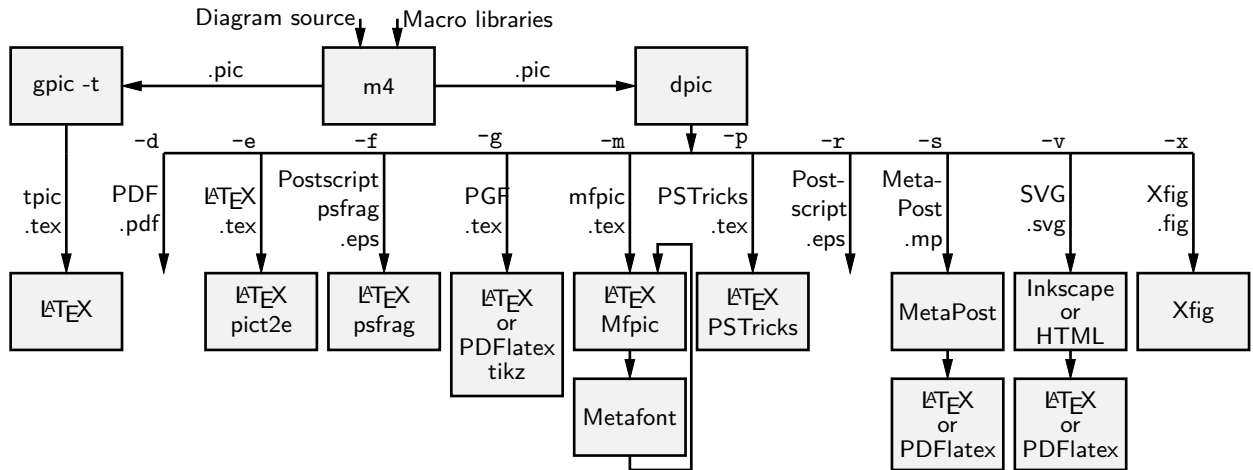 Diagram source
Macro libraries
gpic -t
.pic
m4
.pic
dpic
-d
-e
-f
-g
-m
-p
-r
-s
-v
-x
tpic
.tex
PDF
.pdf
LATEX
.tex
Postscript
psfrag
.eps
PGF
.tex
mfpic
.tex
PSTricks
.tex
Post-
script
.eps
Meta-
Post
.mp
SVG
.svg
Xfig
.fig
LATEX
LATEX
pict2e
LATEX
psfrag
LATEX
or
PDFlatex
tikz
LATEX
Mfpic
LATEX
PSTricks
MetaPost
Inkscape
or
HTML
Xfig
Metafont
LATEX
or
PDFlatex
LATEX
or
PDFlatex